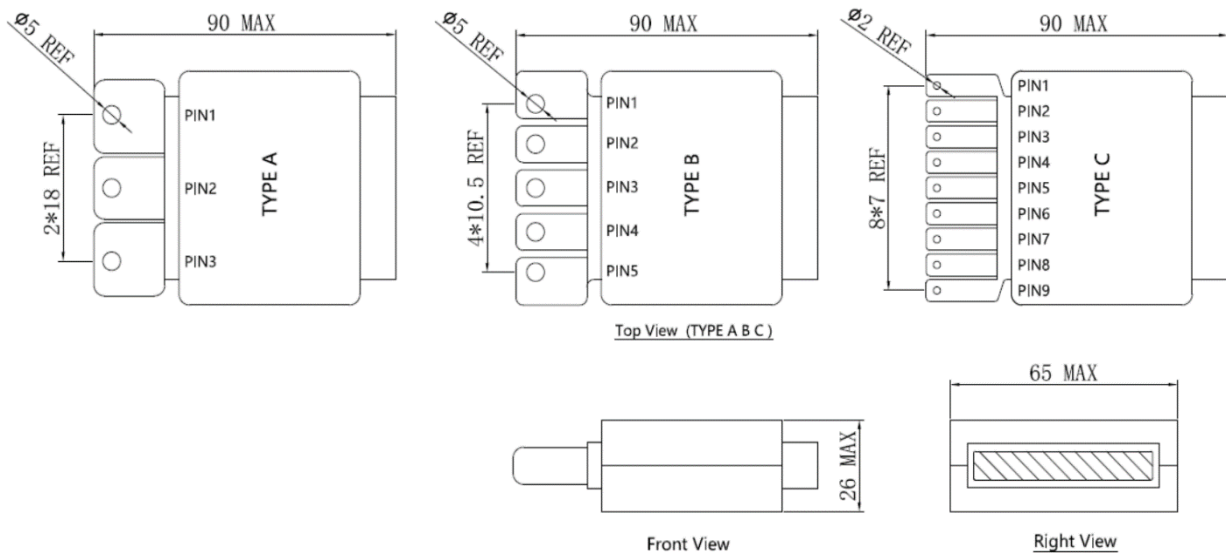 90 MAX
ø5 REF
2*18 REF
PIN1
PIN2
PIN3
TYPE A
90 MAX
ø5 REF
4*10.5 REF
PIN1
PIN2
PIN3
PIN4
PIN5
TYPE B
90 MAX
ø2 REF
8*7 REF
PIN1
PIN2
PIN3
PIN4
PIN5
PIN6
PIN7
PIN8
PIN9
TYPE C
Top View (TYPE A B C)
26 MAX
Front View
65 MAX
Right View